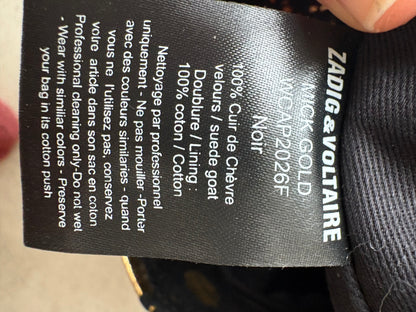 ZADIG & VOLTAIRE
MICK GOLD
WCAP2026F
Noir
100% Cuir de Chèvre
velours / suede goat
Doublure / Lining :
100% coton / Cotton
Nettoyage par professionnel
uniquement - Ne pas mouiller -Porter
avec des couleurs similaries - quand
vous ne l'utilisez pas, conservez
votre article dans son sac en coton
Professional cleaning only-Do not wet
- Wear with similiar colors - Preserve
your bag in its cotton
push